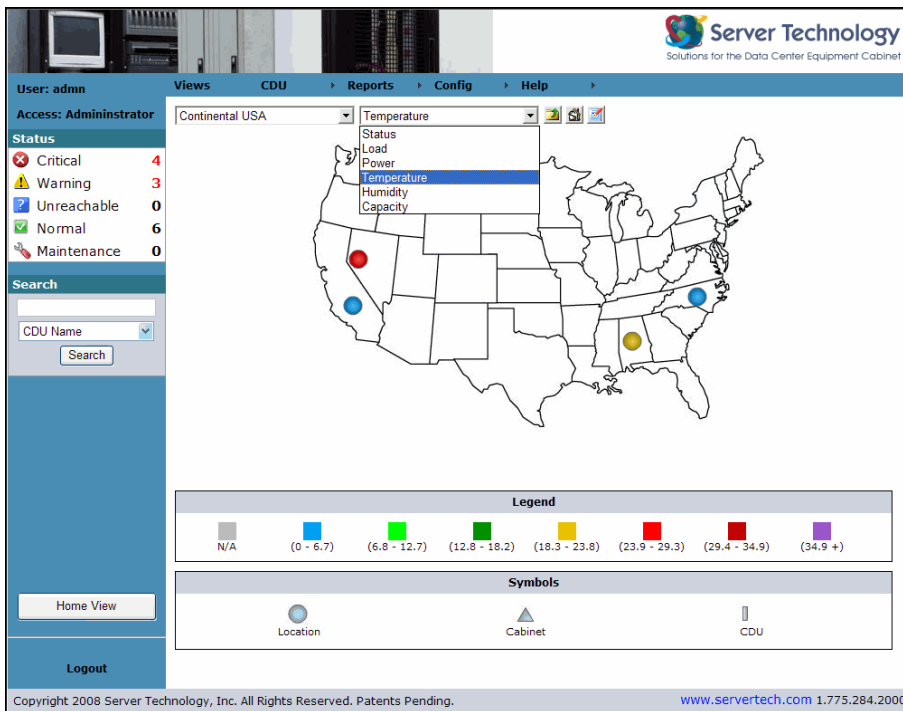 Server Technology
Solutions for the Data Center Equipment Cabinet
User: admn
Views CDU Reports Config Help
Access: Admininstrator
Continental USA Temperature
Status
Load
Power
Temperature
Humidity
Capacity
Status
Critical 4
Warning 3
Unreachable 0
Normal 6
Maintenance 0
Search
CDU Name
Search
Legend
N/A (0 - 6.7) (6.8 - 12.7) (12.8 - 18.2) (18.3 - 23.8) (23.9 - 29.3) (29.4 - 34.9) (34.9 +)
Symbols
Location Cabinet CDU
Home View
Logout
Copyright 2008 Server Technology, Inc. All Rights Reserved. Patents Pending. www.servertech.com 1.775.284.2000